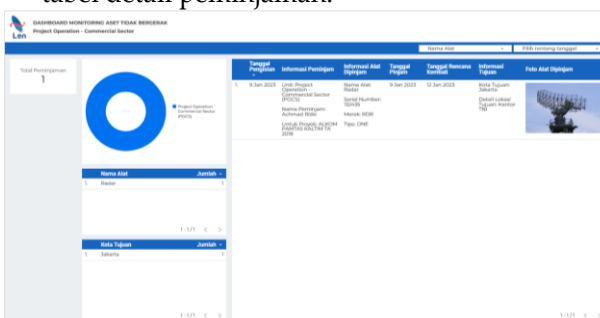 tabel detail peminjaman.
Len
DASHBOARD MONITORING ASET TIDAK BERGERAK
Project Operation - Commercial Sector
Nama Alat
Pilih rentang tanggal
Total Peminjaman
1
Project Operation - Commercial Sector (POCS)
Nama Alat Jumlah
1. Radar 1
1-1/1 < >
Kota Tujuan Jumlah
1. Jakarta 1
1-1/1 < >
Tanggal Pengisian Informasi Peminjam Informasi Alat Dipinjam Tanggal Pinjam Tanggal Rencana Kembali Informasi Tujuan Foto Alat Dipinjam
1. 9 Jan 2023
Unit: Project Operation - Commercial Sector (POCS)
Nama Peminjam: Achmad Rizki
Untuk Proyek:
TA 2018
Nama Alat: Radar
Serial Number:
Merek: RDR
Tipe: ONE
9 Jan 2023
12 Jan 2023
Kota Tujuan: Jakarta
Detail Lokasi Tujuan: Kantor TNI
1-1/1 < >